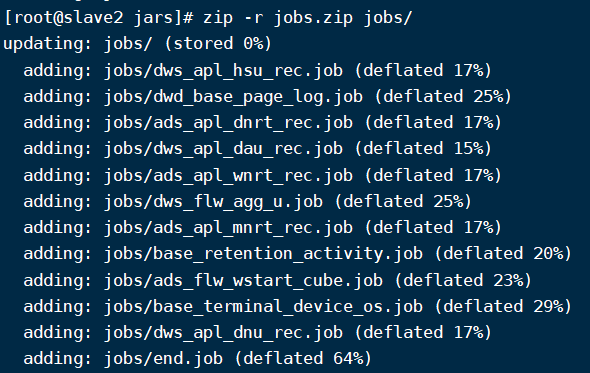 [root@slave2 jars]# zip -r jobs.zip jobs/
updating: jobs/ (stored 0%)
  adding: jobs/dws_apl_hsu_rec.job (deflated 17%)
  adding: jobs/dwd_base_page_log.job (deflated 25%)
  adding: jobs/ads_apl_dnrt_rec.job (deflated 17%)
  adding: jobs/dws_apl_dau_rec.job (deflated 15%)
  adding: jobs/ads_apl_wnrt_rec.job (deflated 17%)
  adding: jobs/dws_flw_agg_u.job (deflated 25%)
  adding: jobs/ads_apl_mnrt_rec.job (deflated 17%)
  adding: jobs/base_retention_activity.job (deflated 20%)
  adding: jobs/ads_flw_wstart_cube.job (deflated 23%)
  adding: jobs/base_terminal_device_os.job (deflated 29%)
  adding: jobs/dws_apl_dnu_rec.job (deflated 17%)
  adding: jobs/end.job (deflated 64%)